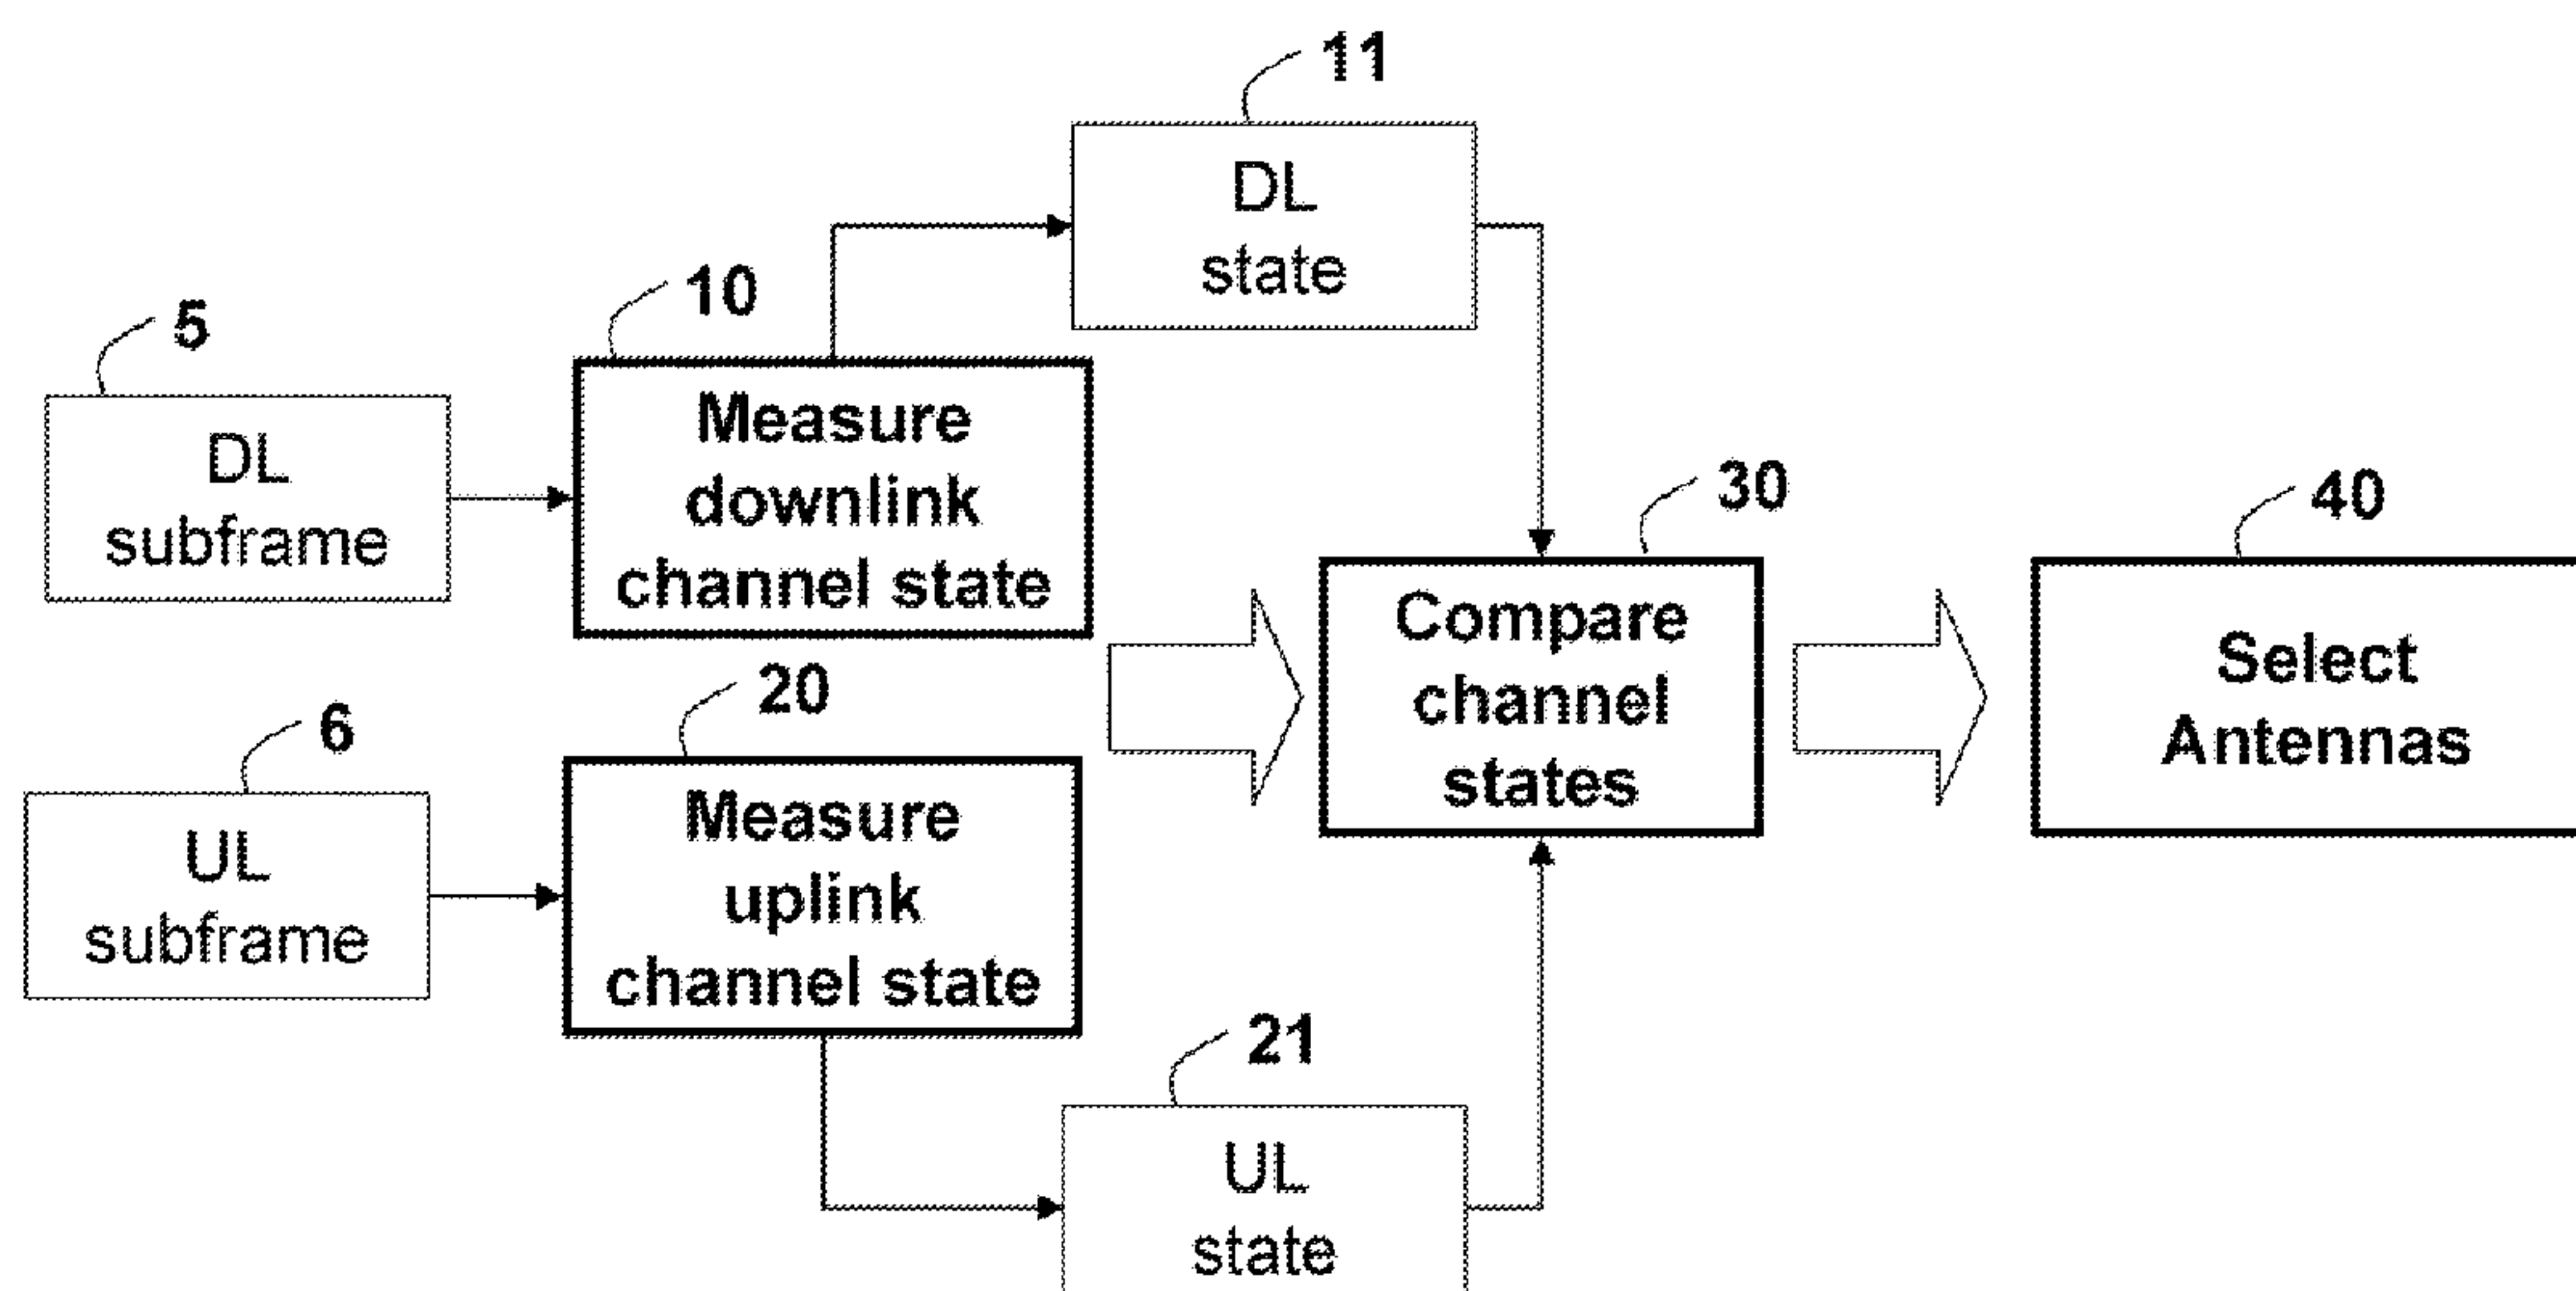 11
DL
state
10
5
Measure
downlink
channel state
DL
subframe
30
40
Compare
channel
states
Select
Antennas
20
6
Measure
uplink
channel state
UL
subframe
21
UL
state